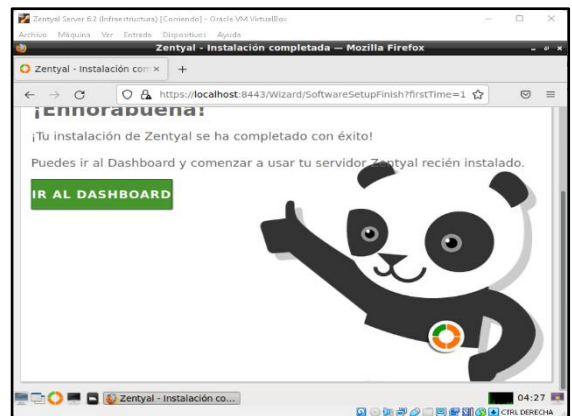 Zentyal Server 6.2 (Infraestructura) [Corriendo] - Oracle VM VirtualBox
Archivo Máquina Ver Entrada Dispositivos Ayuda
Zentyal - Instalación completada — Mozilla Firefox
Zentyal - Instalación com
https://localhost:8443/Wizard/SoftwareSetupFinish?firstTime=1
¡Enhorabuena!
¡Tu instalación de Zentyal se ha completado con éxito!
Puedes ir al Dashboard y comenzar a usar tu servidor Zentyal recién instalado.
IR AL DASHBOARD
Zentyal - Instalación co...
04:27
CTRL DERECHA